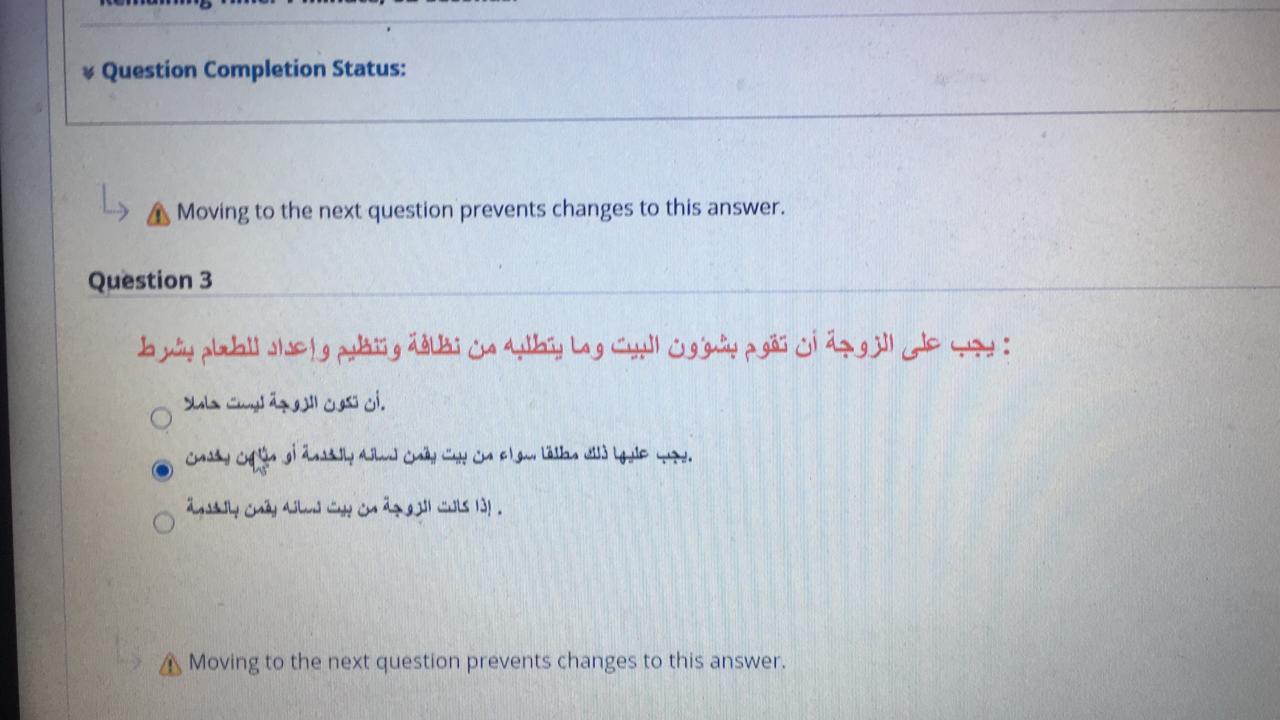 Question Completion Status:
Moving to the next question prevents changes to this answer.
Question 3
يجب على الزوجة أن تقوم بشؤون البيت وما يتطلبه من نظافة وتنظيم وإعداد للطعام بشرط :
أن تكون الزوجة ليست حاملا.
يجب عليها ذلك مطلقا سواء من بيت يقمن نسائه بالخدمة أو يخدمن.
إذا كانت الزوجة من بيت نسائه يقمن بالخدمة .
Moving to the next question prevents changes to this answer.